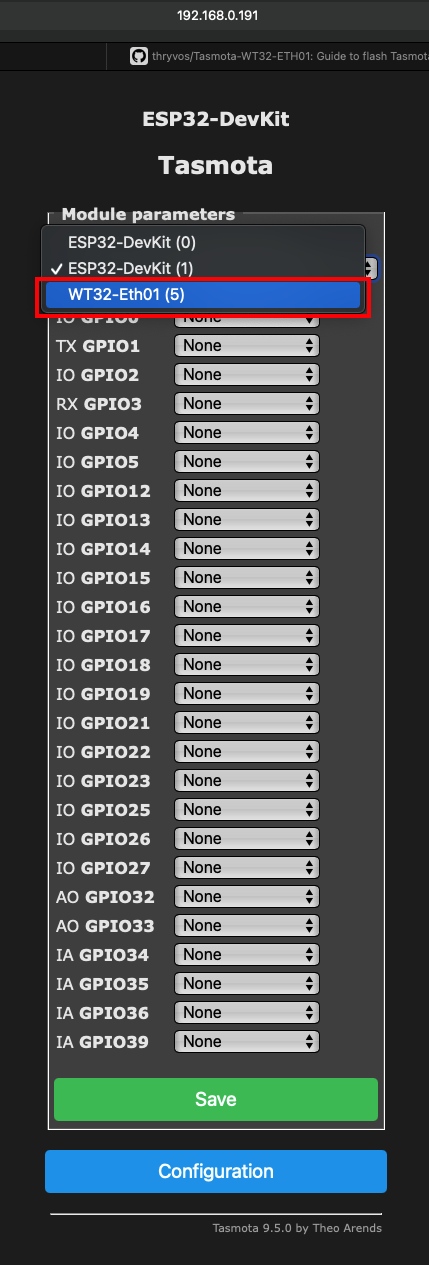 192.168.0.191
thryvos/Tasmota-WT32-ETH01: Guide to flash Tasmota
ESP32-DevKit
Tasmota
Module parameters
ESP32-DevKit (0)
✓ ESP32-DevKit (1)
WT32-Eth01 (5)
IO GPIO0 None
TX GPIO1 None
IO GPIO2 None
RX GPIO3 None
IO GPIO4 None
IO GPIO5 None
IO GPIO12 None
IO GPIO13 None
IO GPIO14 None
IO GPIO15 None
IO GPIO16 None
IO GPIO17 None
IO GPIO18 None
IO GPIO19 None
IO GPIO21 None
IO GPIO22 None
IO GPIO23 None
IO GPIO25 None
IO GPIO26 None
IO GPIO27 None
AO GPIO32 None
AO GPIO33 None
IA GPIO34 None
IA GPIO35 None
IA GPIO36 None
IA GPIO39 None
Save
Configuration
Tasmota 9.5.0 by Theo Arends